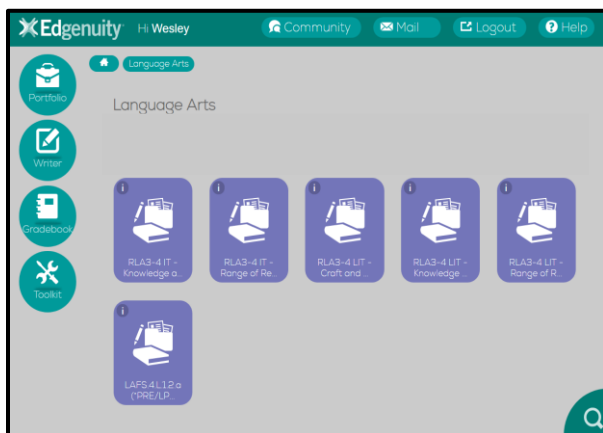 Edgenuity Hi Wesley Community Mail Logout Help
Language Arts
Language Arts
Portfolio
Writer
Gradebook
Toolkit
i i i i i
RLA3-4 IT - Knowledge a...
RLA3-4 IT - Range of Re...
RLA3-4 LIT - Craft and ...
RLA3-4 LIT - Knowledge ...
RLA3-4 LIT - Range of R...
i
LAFS.4.L.1.2.a
(*PRE/LP...